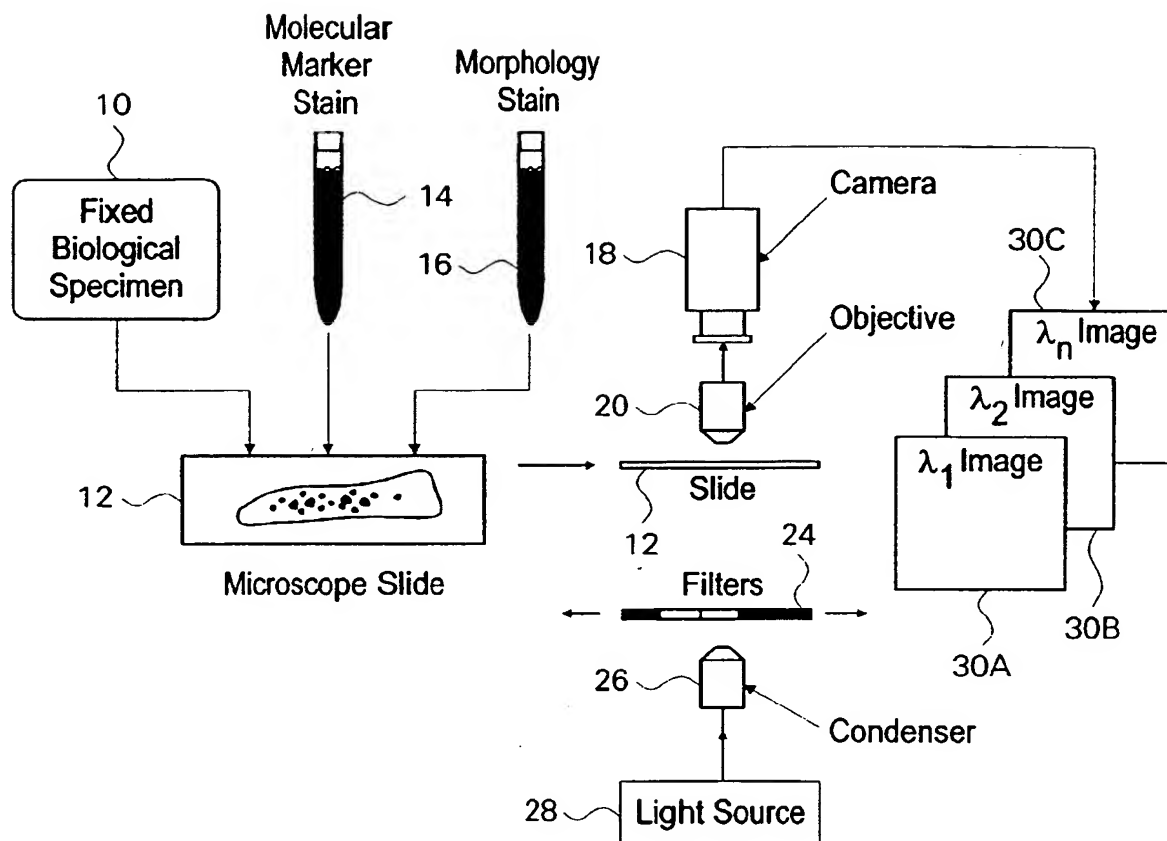 Molecular
Marker
Stain
Morphology
Stain
10
Fixed
Biological
Specimen
14
16
Camera
18
30C
Objective
20
λn Image
λ2 Image
λ1 Image
12
Slide
12
24
Microscope Slide
Filters
30B
30A
26
Condenser
28
Light Source